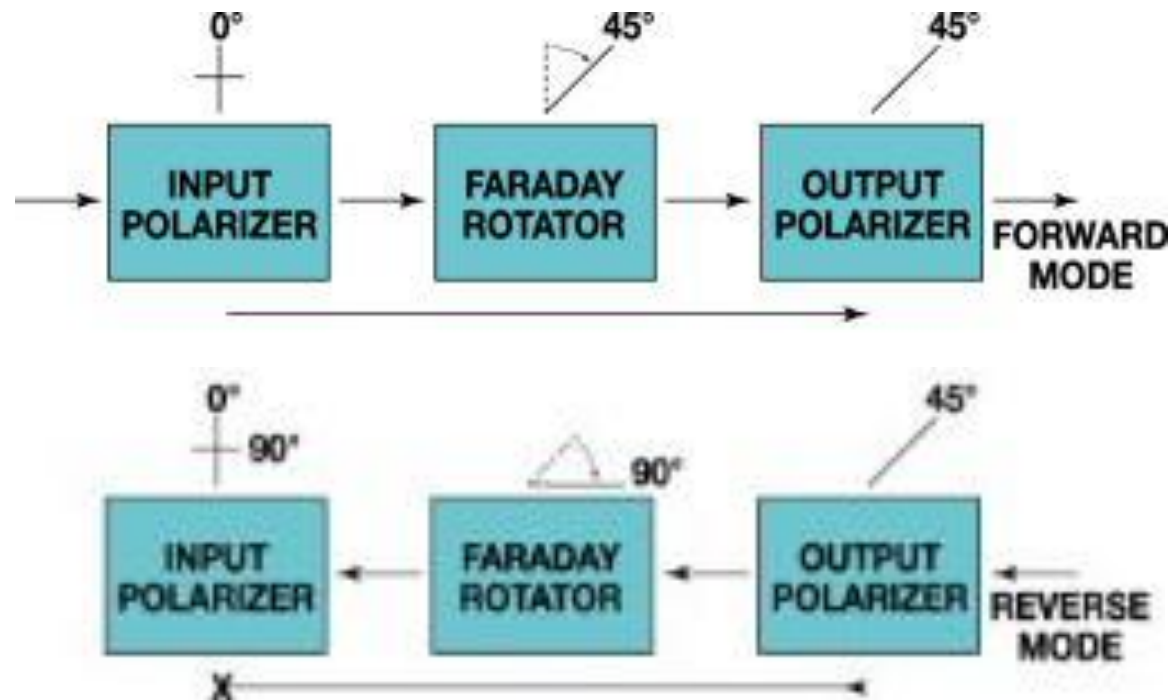 0°
45°
45°
INPUT
POLARIZER
FARADAY
ROTATOR
OUTPUT
POLARIZER
FORWARD
MODE
0°
90°
90°
45°
INPUT
POLARIZER
FARADAY
ROTATOR
OUTPUT
POLARIZER
REVERSE
MODE
X